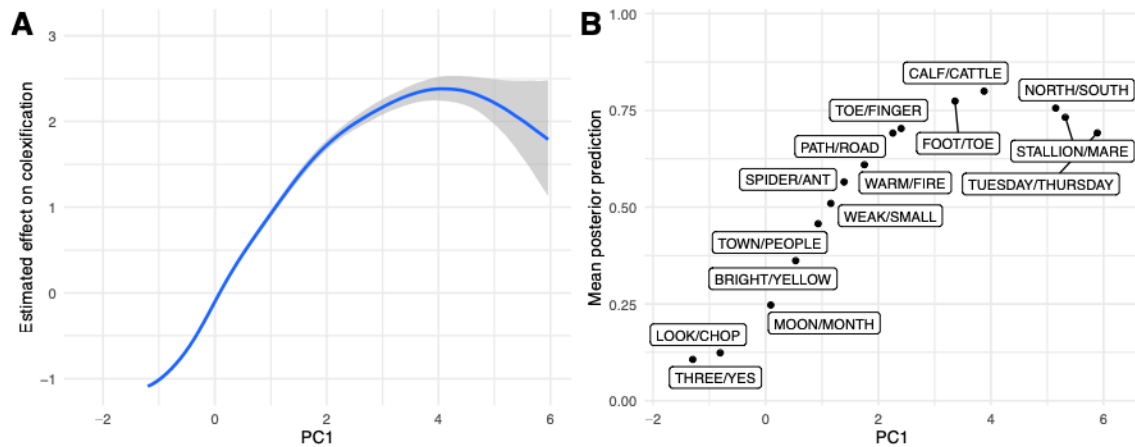 A
Estimated effect on colexification
3
2
1
0
−1
−2
0
2
4
6
PC1
B
Mean posterior prediction
1.00
0.75
0.50
0.25
0.00
CALF/CATTLE
NORTH/SOUTH
TOE/FINGER
FOOT/TOE
PATH/ROAD
STALLION/MARE
SPIDER/ANT
WARM/FIRE
TUESDAY/THURSDAY
WEAK/SMALL
TOWN/PEOPLE
BRIGHT/YELLOW
MOON/MONTH
LOOK/CHOP
THREE/YES
−2
0
2
4
6
PC1